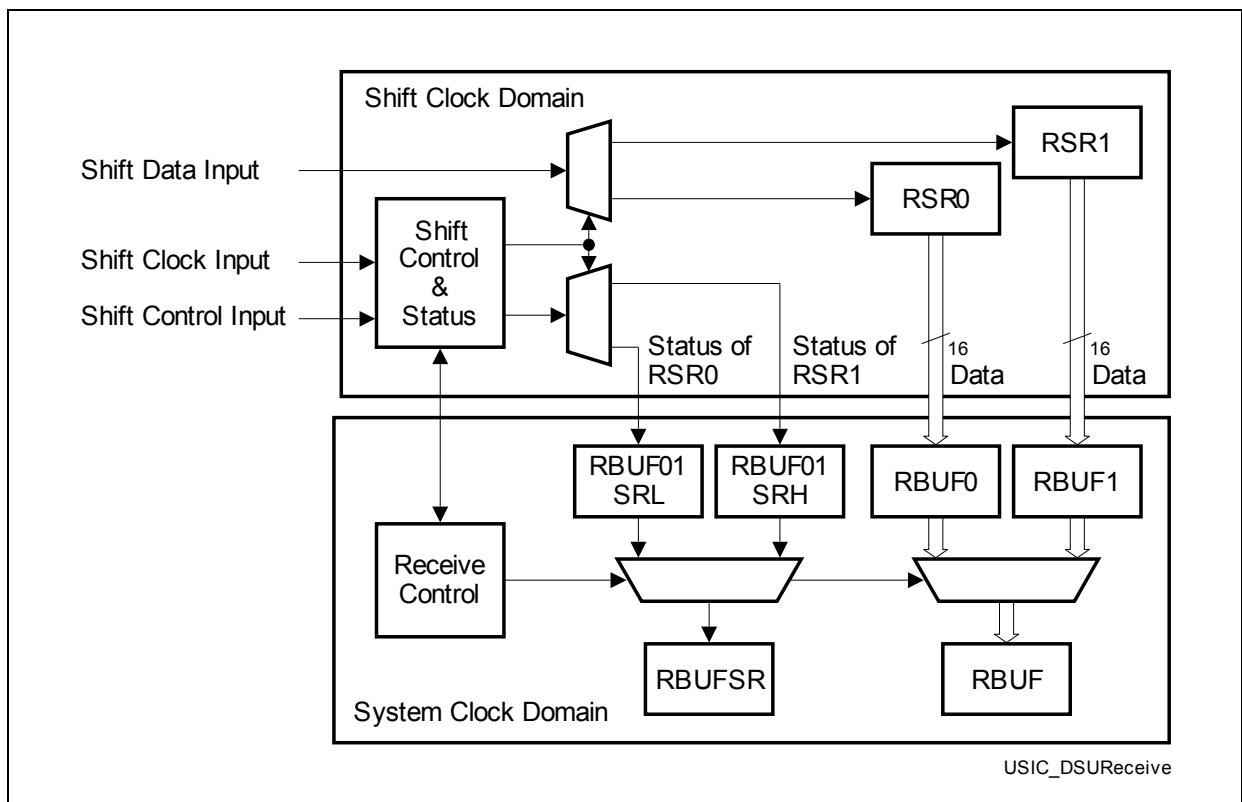 Shift Clock Domain
RSR1
Shift Data Input
RSR0
Shift
Control
&
Status
Shift Clock Input
Shift Control Input
Status of
RSR0
Status of
RSR1
16
Data
16
Data
RBUF01
SRL
RBUF01
SRH
RBUF0
RBUF1
Receive
Control
RBUFSR
RBUF
System Clock Domain
USIC_DSUReceive